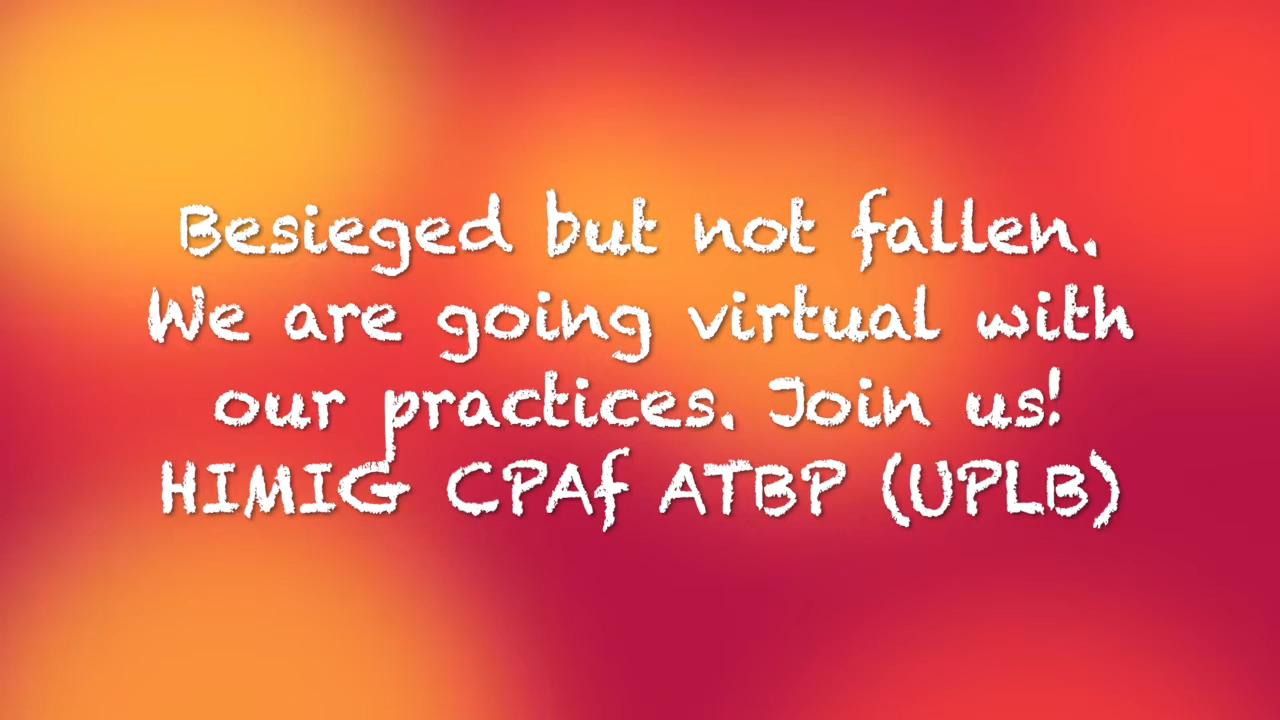 Besieged but not fallen.
We are going virtual with
our practices. Join us!
HIMIG CPAf ATBP (UPLB)